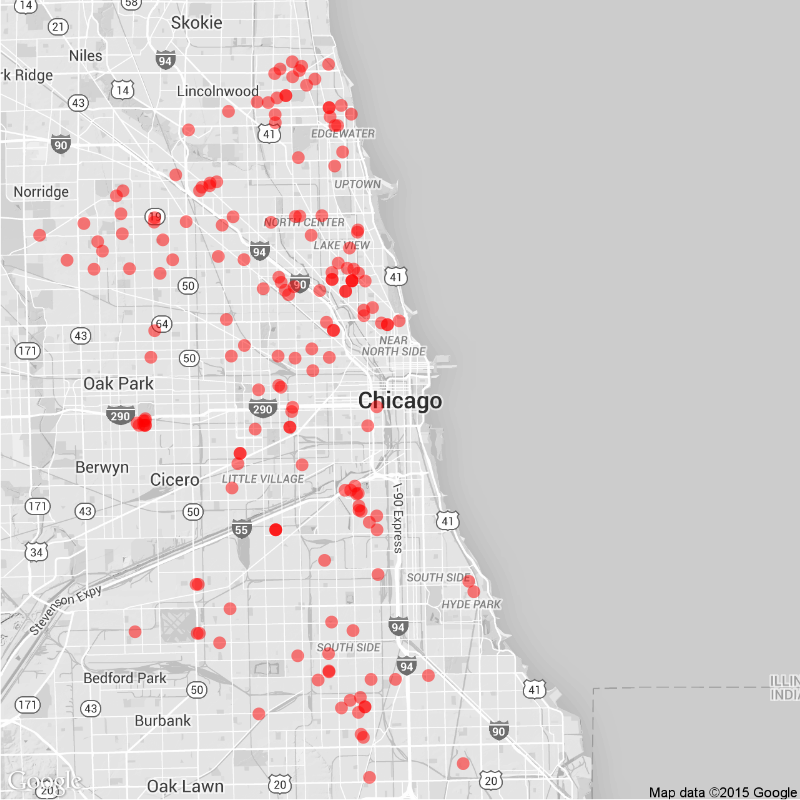 14
58
21
Skokie
Niles
94
rk Ridge
14
Lincolnwood
43
41
EDGEWATER
90
UPTOWN
Norridge
19
NORTH CENTER
LAKE VIEW
94
41
50
90
64
43
NEAR
NORTH SIDE
171
50
Oak Park
290
290
Chicago
Berwyn
Cicero
LITTLE VILLAGE
171
43
50
I-90 Express
41
55
34
SOUTH SIDE
HYDE PARK
Stevenson Expy
94
SOUTH SIDE
94
Bedford Park
ILLIN
INDIA
50
41
171
43
Burbank
90
Google
20
Oak Lawn
20
20
Map data ©2015 Google